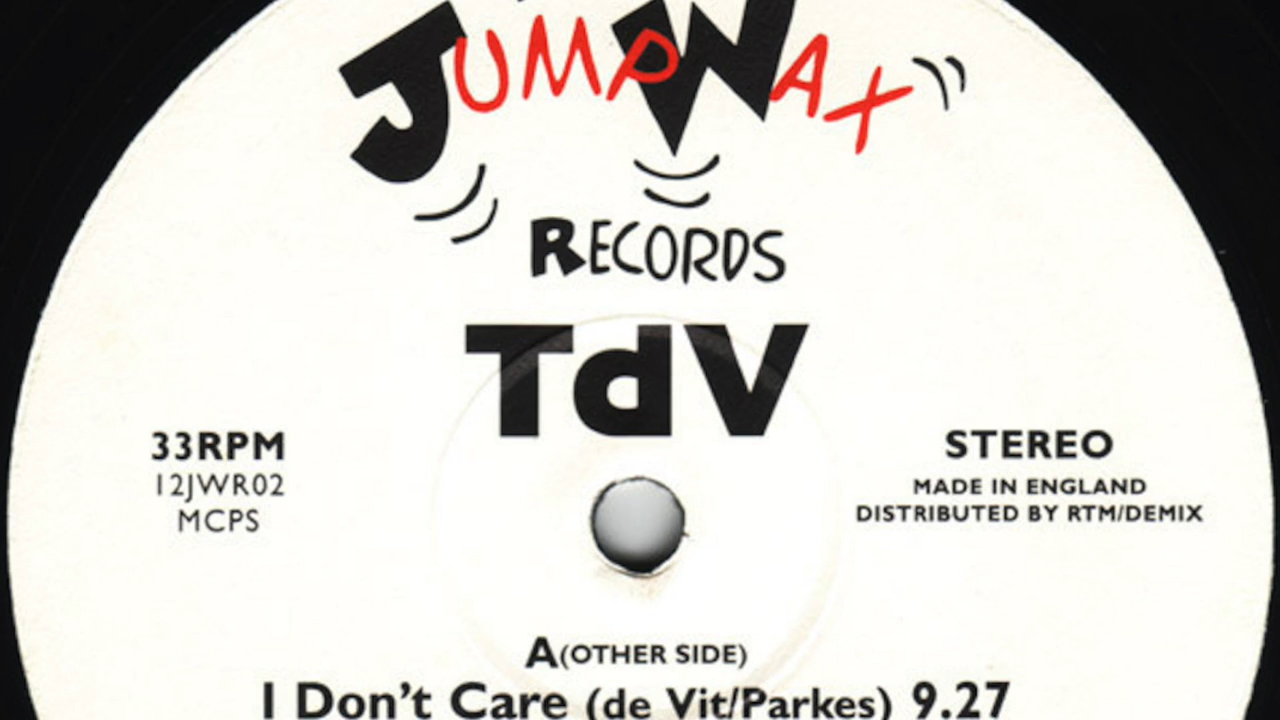 JUMPWAX
RECORDS
TdV
33RPM
12JWR02
MCPS
STEREO
MADE IN ENGLAND
DISTRIBUTED BY RTM/DEMIX
A(OTHER SIDE)
I Don't Care (de Vit/Parkes) 9.27